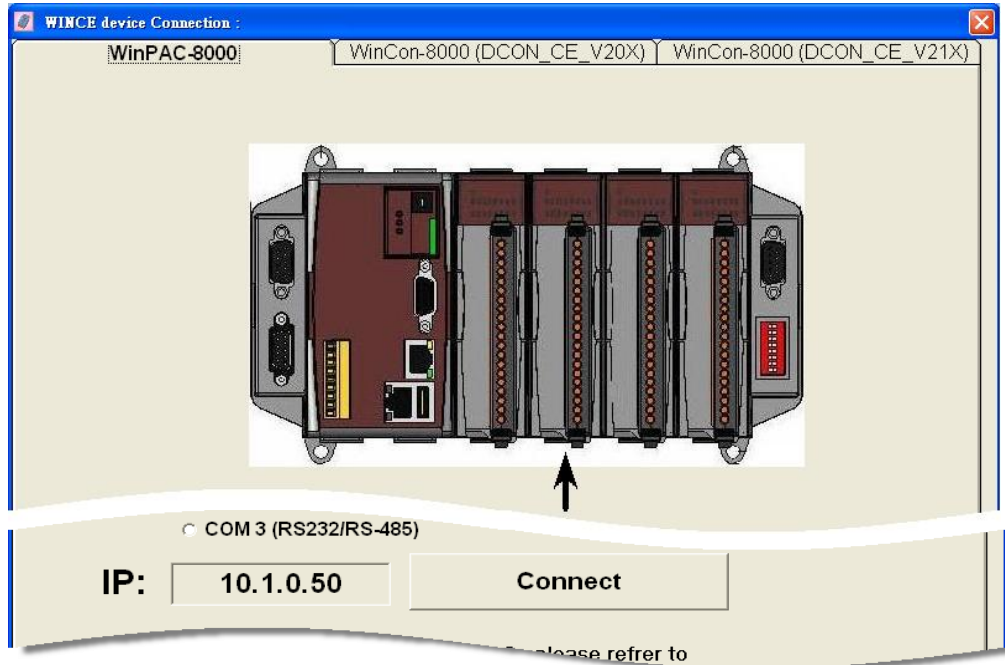 WINCE device Connection :
WinPAC-8000
WinCon-8000 (DCON_CE_V20X)
WinCon-8000 (DCON_CE_V21X)
COM 3 (RS232/RS-485)
IP:
10.1.0.50
Connect
please refrer to